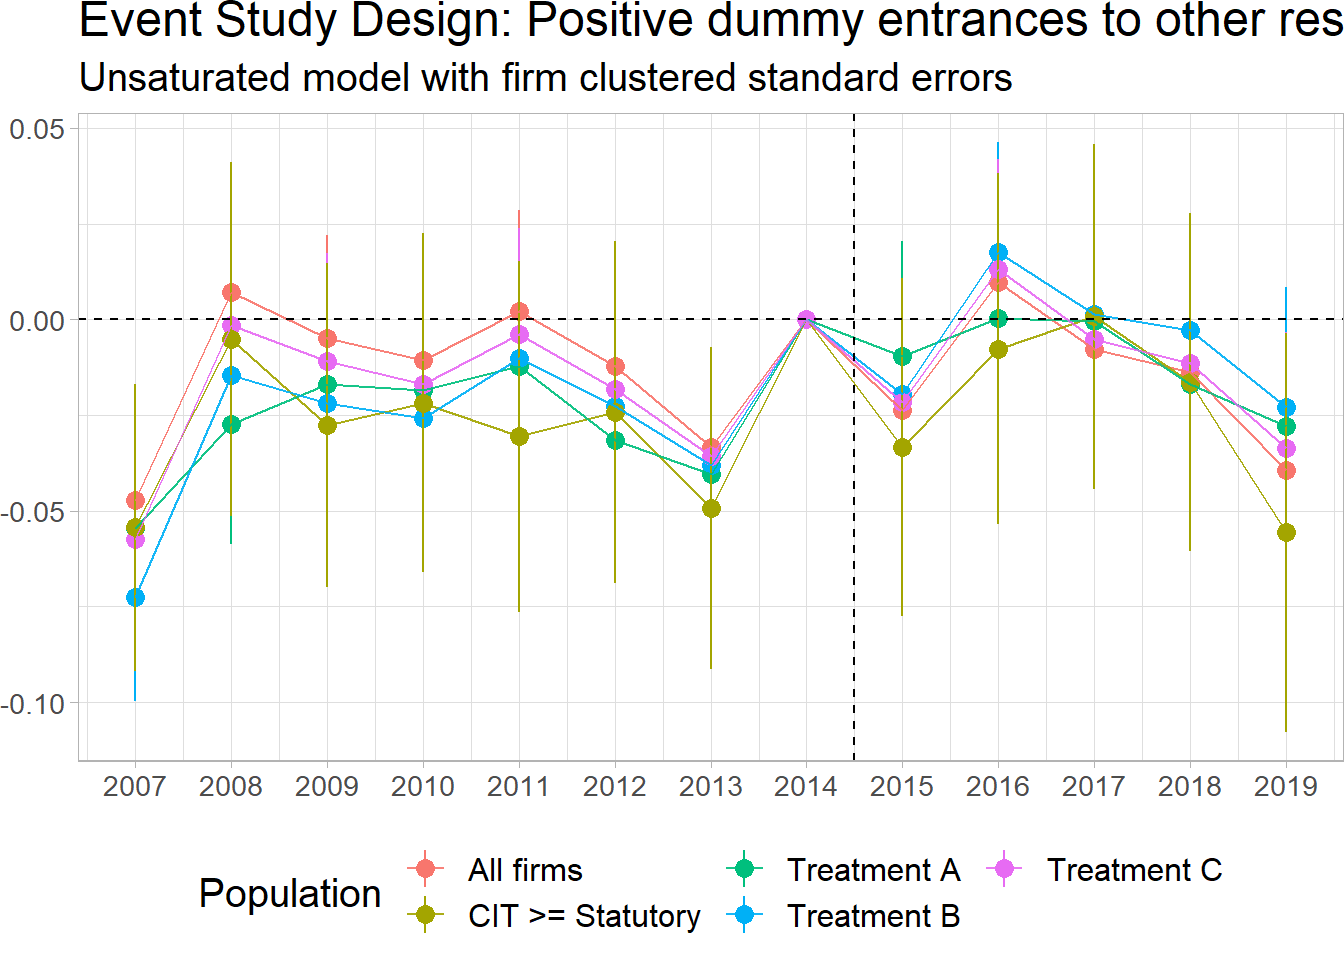 Event Study Design: Positive dummy entrances to other res
Unsaturated model with firm clustered standard errors
0.05
0.00
-0.05
-0.10
2007 2008 2009 2010 2011 2012 2013 2014 2015 2016 2017 2018 2019
Population
All firms
CIT >= Statutory
Treatment A
Treatment B
Treatment C